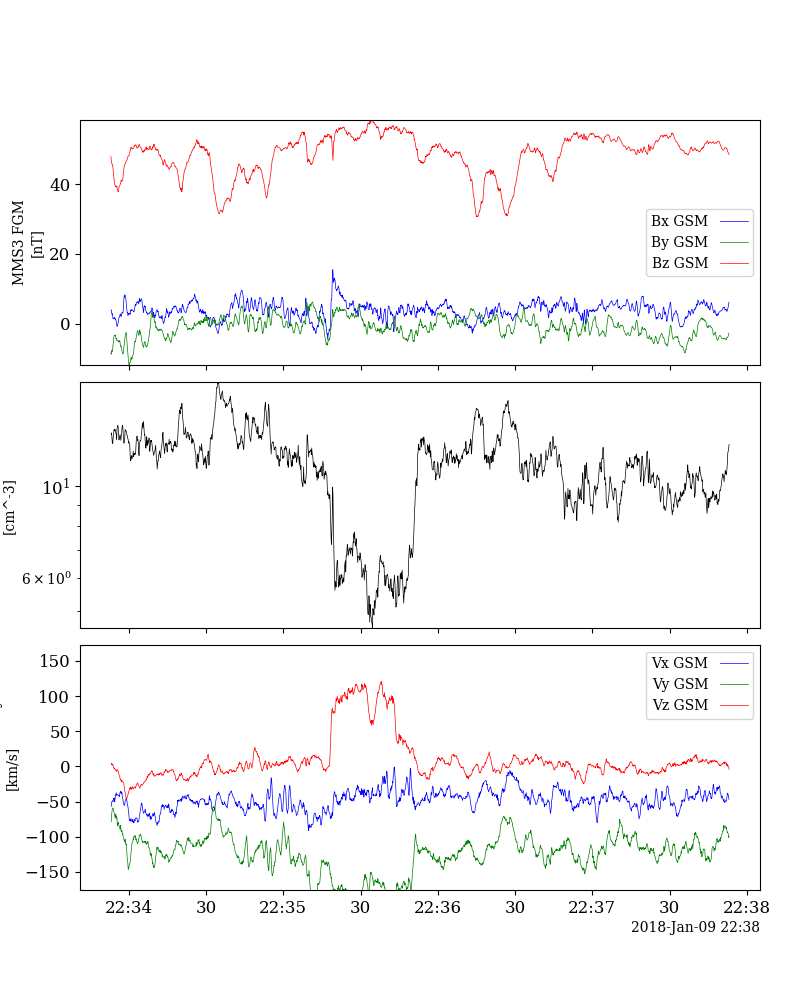 40
20
0
MMS3 FGM
[nT]
Bx GSM
By GSM
Bz GSM
10^1
6 × 10^0
[cm^-3]
150
100
50
0
−50
−100
−150
[km/s]
Vx GSM
Vy GSM
Vz GSM
22:34 30 22:35 30 22:36 30 22:37 30 22:38
2018-Jan-09 22:38